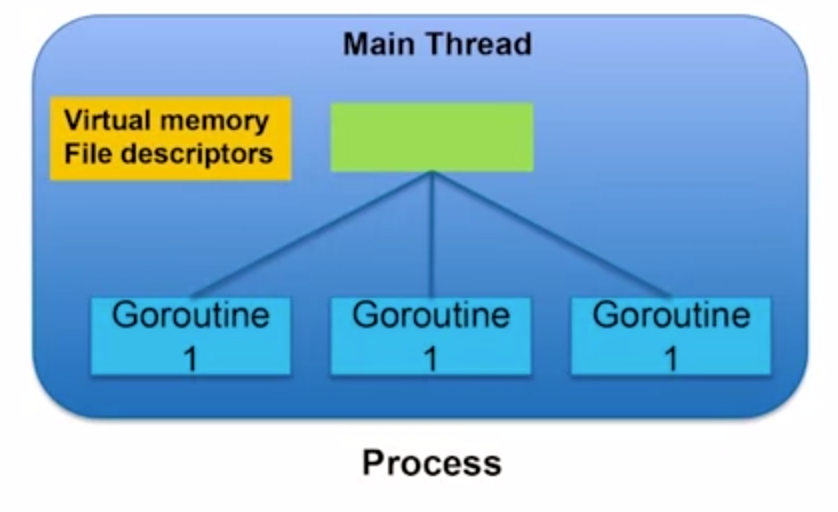 Main Thread
Virtual memory
File descriptors
Goroutine
1
Goroutine
1
Goroutine
1
Process